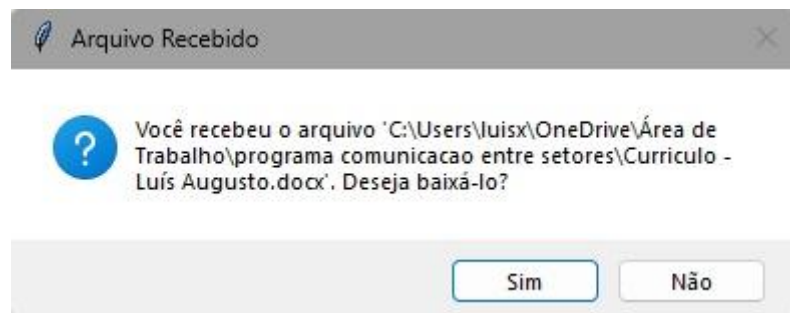 Arquivo Recebido
Você recebeu o arquivo 'C:\Users\luisx\OneDrive\Área de
Trabalho\programa comunicacao entre setores\Curriculo -
Luís Augusto.docx'. Deseja baixá-lo?
Sim
Não